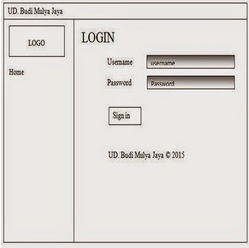 UD. Budi Mulya Jaya
LOGO
Home
LOGIN
Username username
Password Password
Sign in
UD. Budi Mulya Jaya © 2015